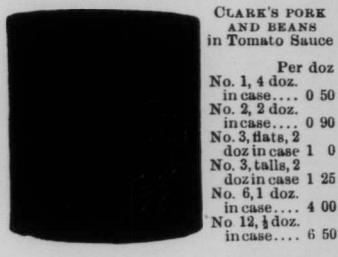 CLARK'S PORK
AND BEANS
in Tomato Sauce
Per doz
No. 1, 4 doz.
in case.... 0 50
No. 2, 2 doz.
in case.... 0 90
No. 3, flats, 2
doz in case 1 0
No. 3, talls, 2
doz in case 1 25
No. 6, 1 doz.
in case.... 4 00
No 12, ½ doz.
in case.... 6 50